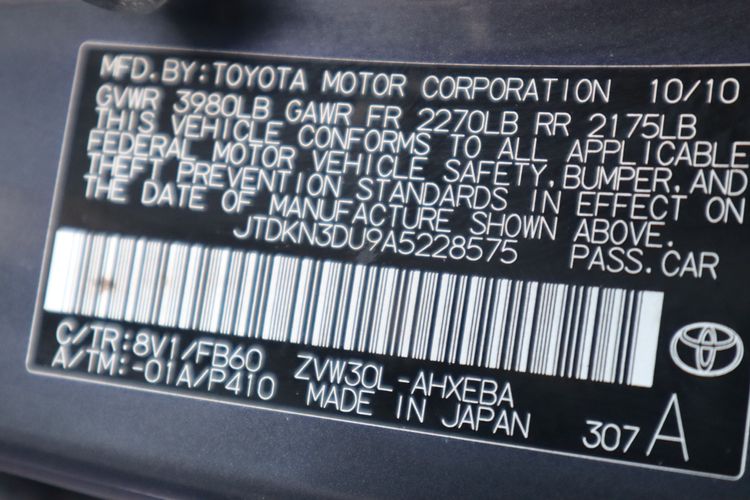 MFD.BY:TOYOTA MOTOR CORPORATION 10/10
GVWR 3980LB GAWR FR 2270LB RR 2175LB
THIS VEHICLE CONFORMS TO ALL APPLICABLE
FEDERAL MOTOR VEHICLE SAFETY,BUMPER,AND
THEFT PREVENTION STANDARDS IN EFFECT ON
THE DATE OF MANUFACTURE SHOWN ABOVE.
JTDKN3DU9A5228575 PASS.CAR
C/TR:8V1/FB60 ZVW30L-AHXEBA
A/TM:-01A/P410 MADE IN JAPAN 307 A